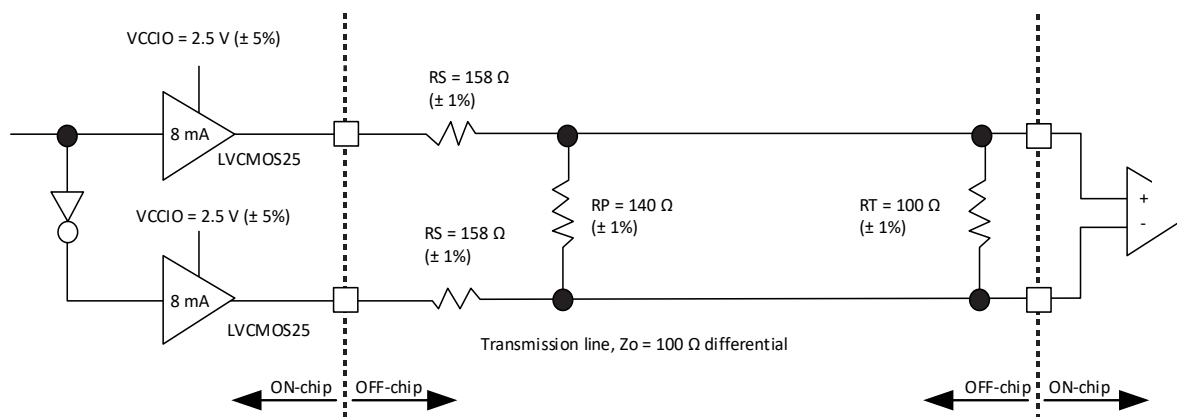 VCCIO = 2.5 V (± 5%)
RS = 158 Ω
(± 1%)
8 mA
LVCMOS25
VCCIO = 2.5 V (± 5%)
RP = 140 Ω
(± 1%)
RT = 100 Ω
(± 1%)
+
-
RS = 158 Ω
(± 1%)
8 mA
LVCMOS25
Transmission line, Zo = 100 Ω differential
ON-chip
OFF-chip
OFF-chip
ON-chip